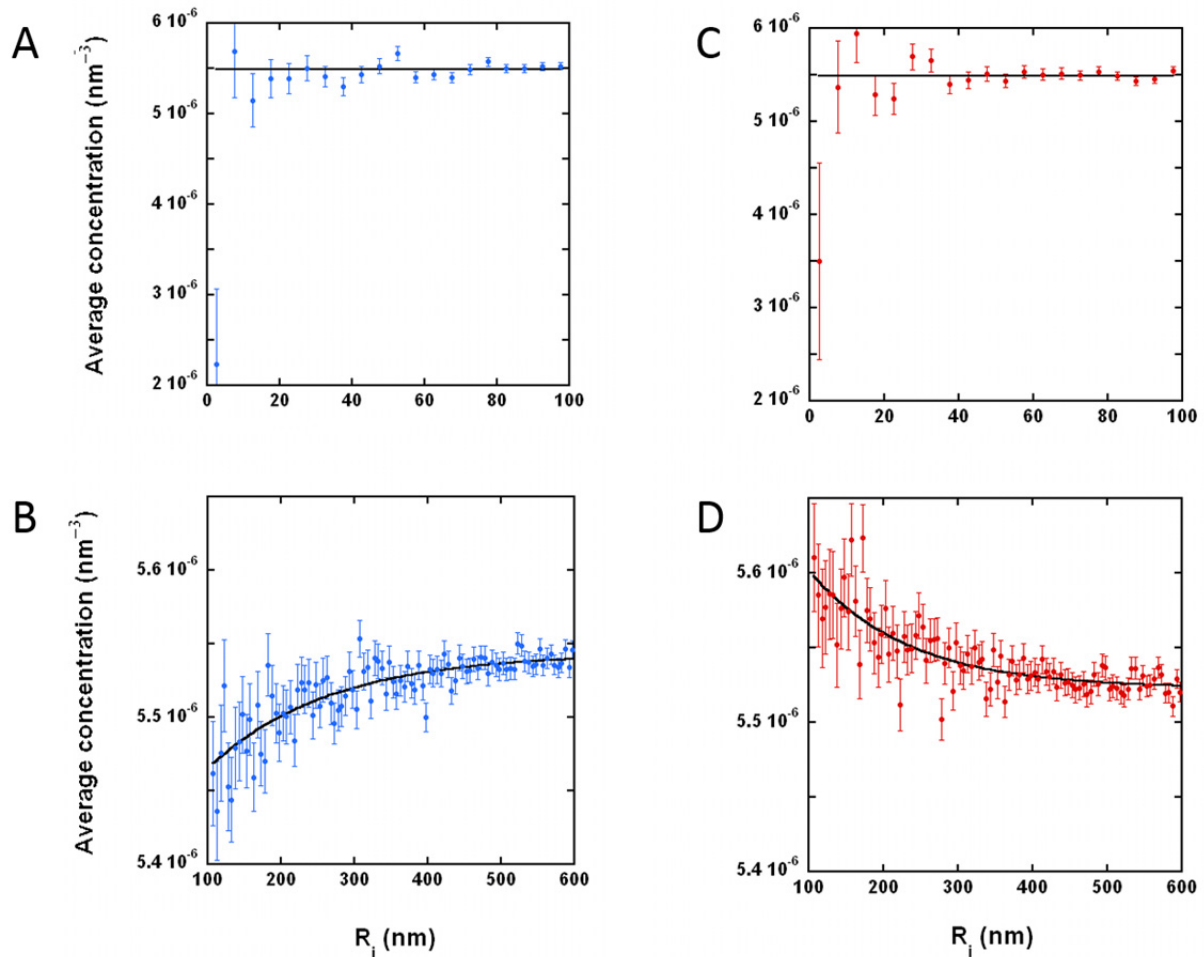 A
Average concentration (nm⁻³)
6 10⁻⁶
5 10⁻⁶
4 10⁻⁶
3 10⁻⁶
2 10⁻⁶
0 20 40 60 80 100
C
6 10⁻⁶
5 10⁻⁶
4 10⁻⁶
3 10⁻⁶
2 10⁻⁶
0 20 40 60 80 100
B
Average concentration (nm⁻³)
5.6 10⁻⁶
5.5 10⁻⁶
5.4 10⁻⁶
100 200 300 400 500 600
R_i (nm)
D
5.6 10⁻⁶
5.5 10⁻⁶
5.4 10⁻⁶
100 200 300 400 500 600
R_i (nm)